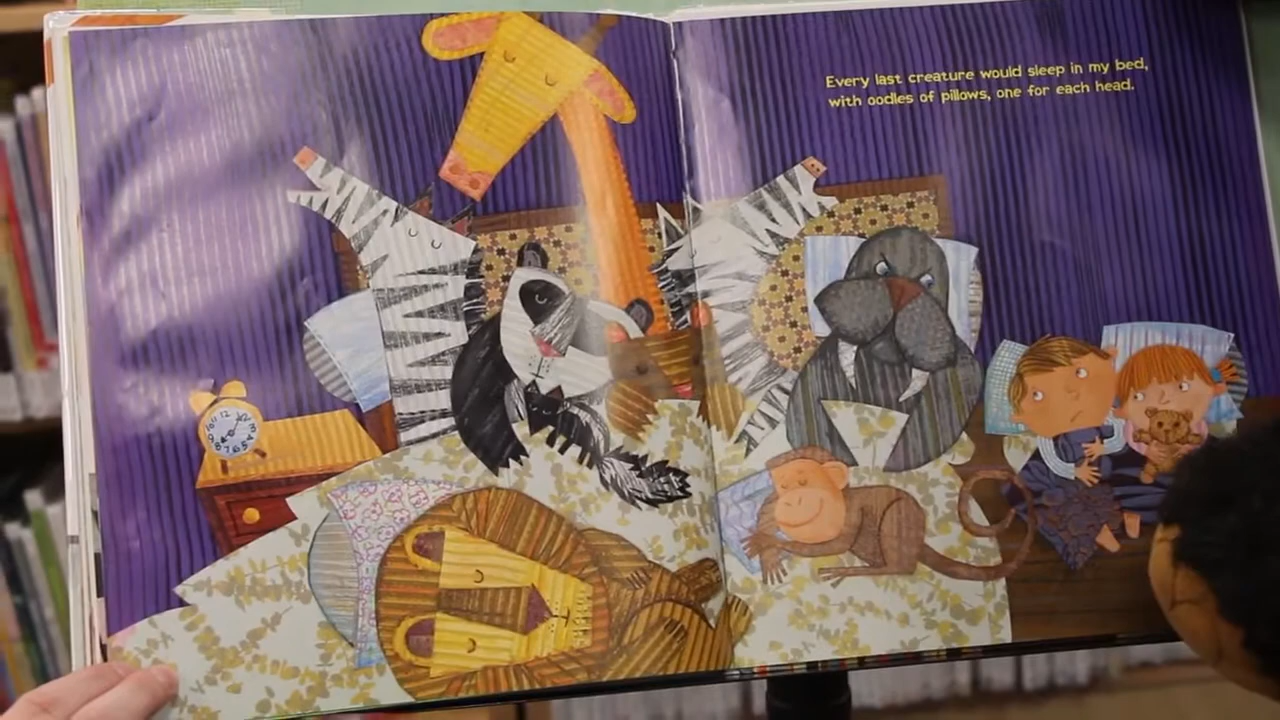 Every last creature would sleep in my bed,
with oodles of pillows, one for each head.